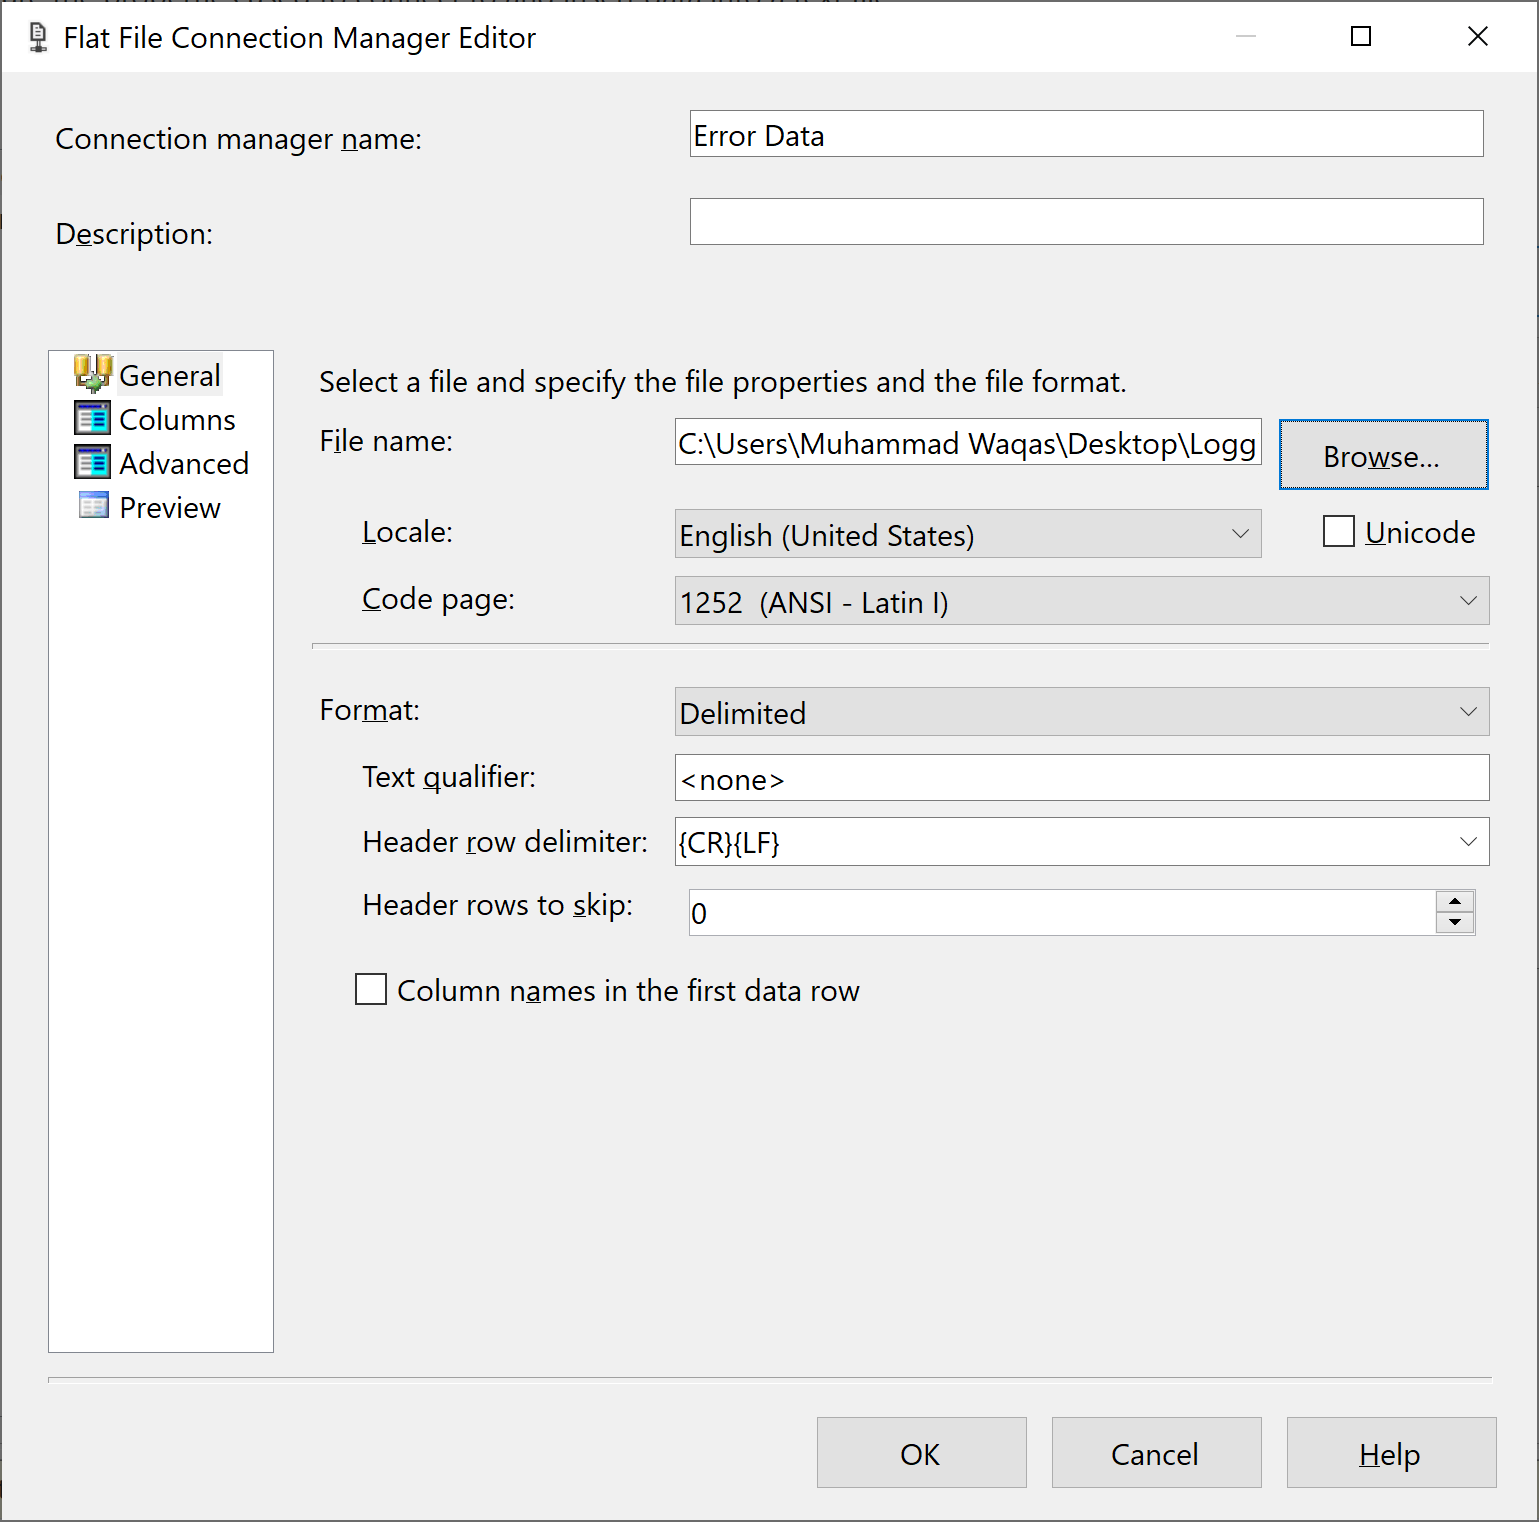 Flat File Connection Manager Editor
Connection manager name:
Error Data
Description:
General
Columns
Advanced
Preview
Select a file and specify the file properties and the file format.
File name:
C:\Users\Muhammad Waqas\Desktop\Logg
Browse...
Locale:
English (United States)
Unicode
Code page:
1252 (ANSI - Latin I)
Format:
Delimited
Text qualifier:
<none>
Header row delimiter:
{CR}{LF}
Header rows to skip:
0
Column names in the first data row
OK
Cancel
Help